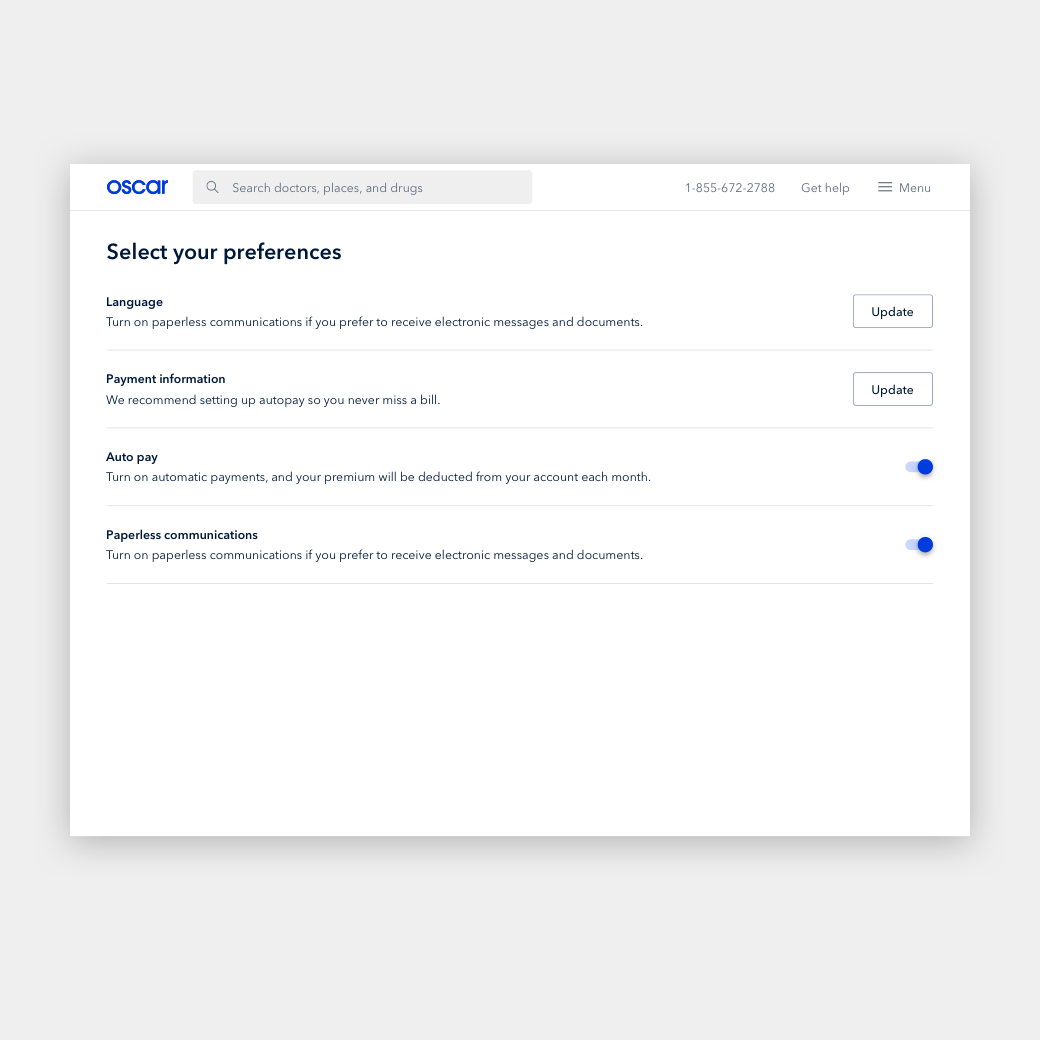 oscar
Search doctors, places, and drugs
1-855-672-2788
Get help
Menu
Select your preferences
Language
Turn on paperless communications if you prefer to receive electronic messages and documents.
Update
Payment information
We recommend setting up autopay so you never miss a bill.
Update
Auto pay
Turn on automatic payments, and your premium will be deducted from your account each month.
Paperless communications
Turn on paperless communications if you prefer to receive electronic messages and documents.